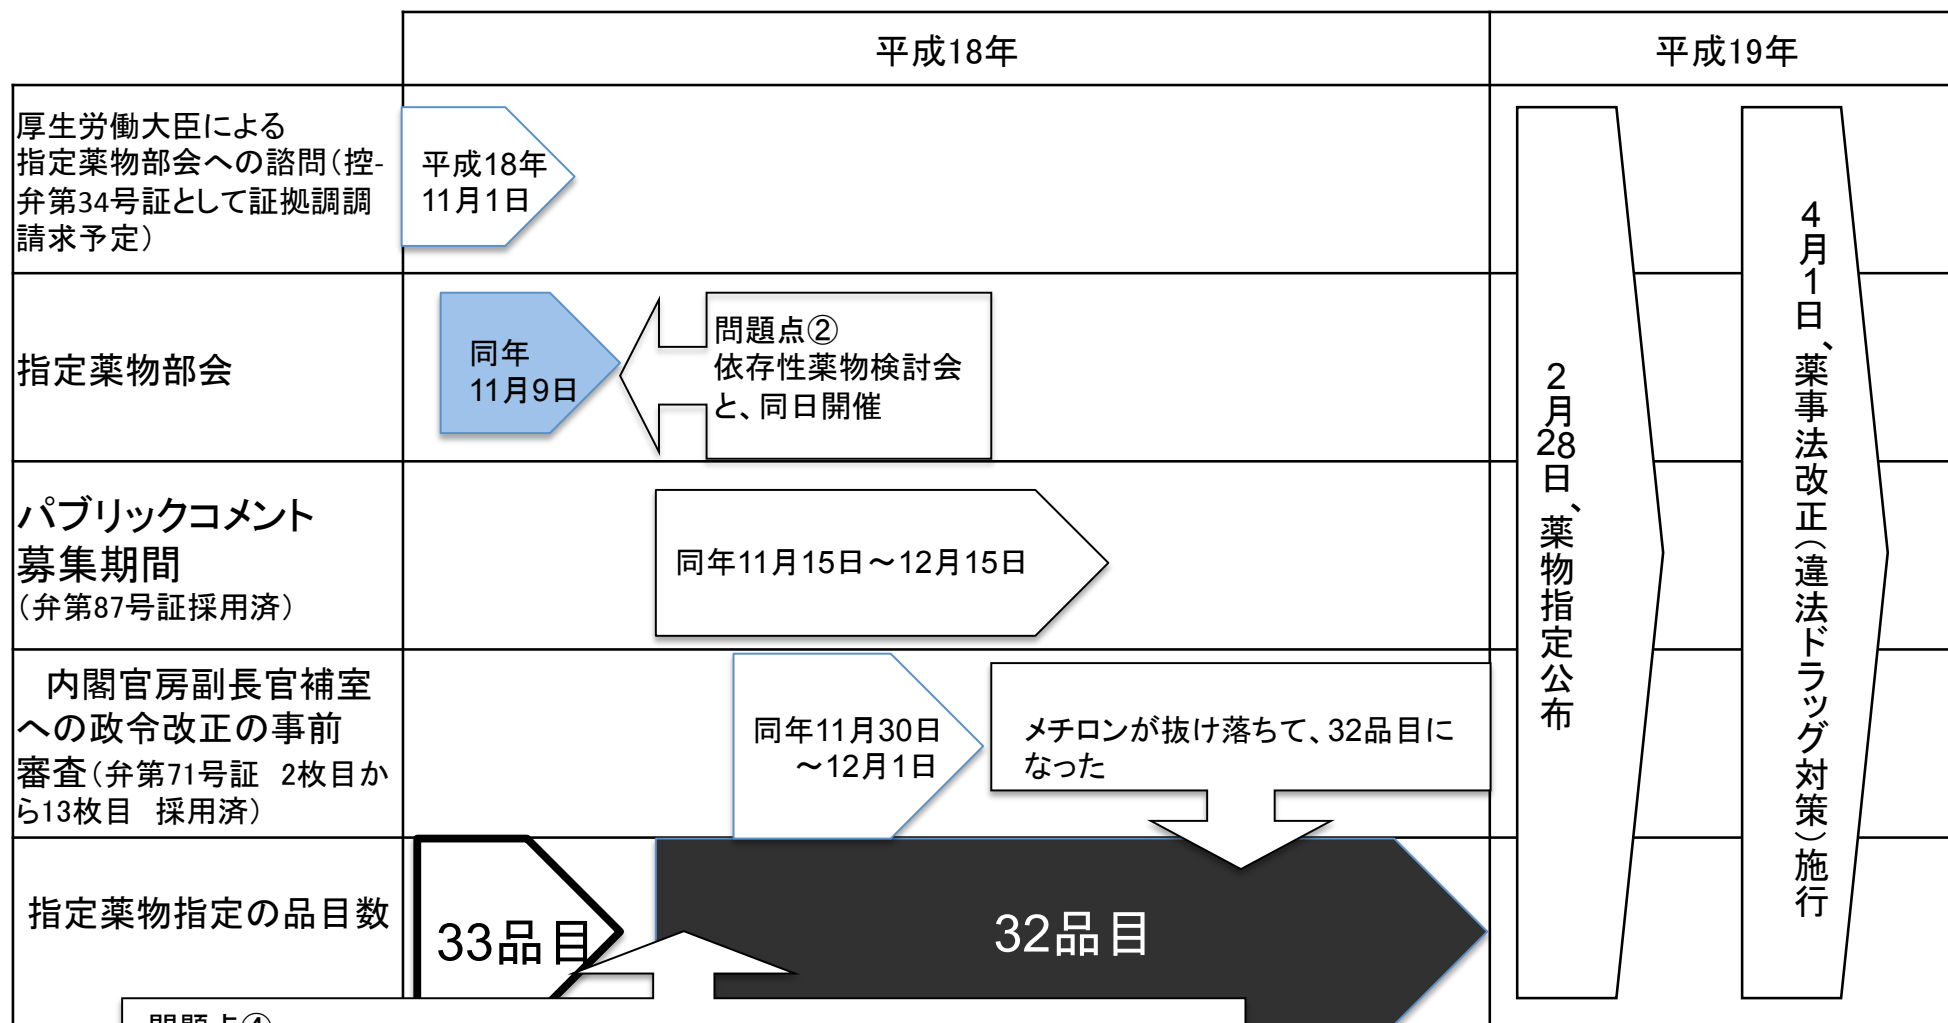 平成18年
平成19年
厚生労働大臣による
指定薬物部会への諮問（控-
弁第34号証として証拠調調
請求予定）
平成18年
11月1日
指定薬物部会
同年
11月9日
問題点②
依存性薬物検討会
と、同日開催
パブリックコメント
募集期間
（弁第87号証採用済）
同年11月15日～12月15日
内閣官房副長官補室
への政令改正の事前
審査（弁第71号証　2枚目か
ら13枚目　採用済）
同年11月30日
～12月1日
メチロンが抜け落ちて、32品目に
なった
指定薬物指定の品目数
33品目
32品目
2月28日、薬物指定公布
4月1日、薬事法改正（違法ドラッグ対策）施行
問題点④